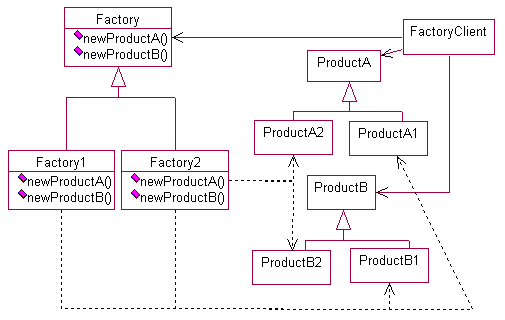 Factory
newProductA()
newProductB()
FactoryClient
ProductA
ProductA2
ProductA1
Factory1
newProductA()
newProductB()
Factory2
newProductA()
newProductB()
ProductB
ProductB2
ProductB1